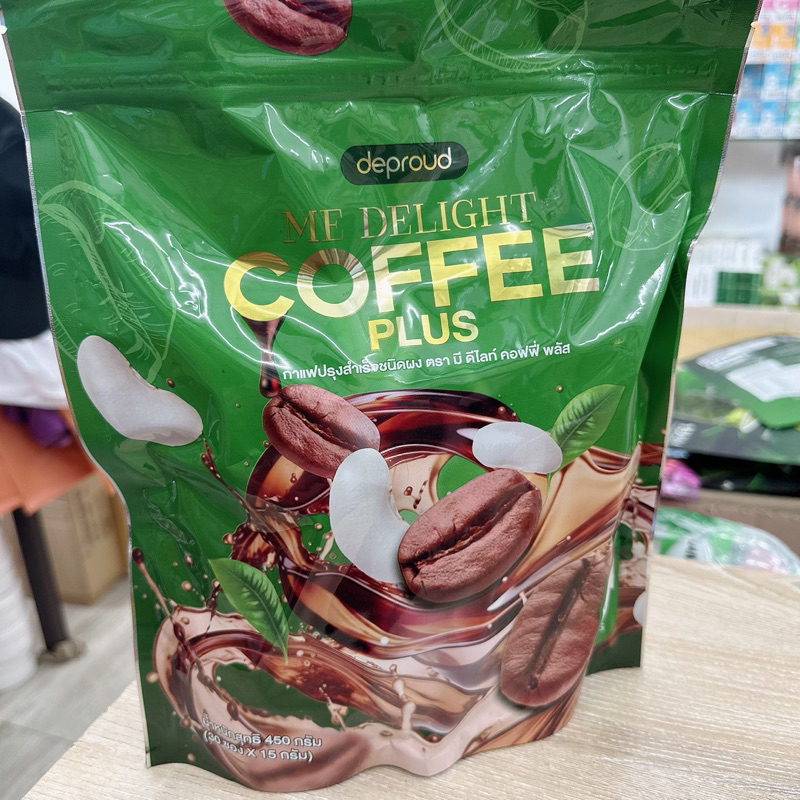 deproud
ME DELIGHT
COFFEE
PLUS
กาแฟปรุงสำเร็จชนิดผง ตรา มี ดีไลท์ คอฟฟี่ พลัส
น้ำหนักสุทธิ 450 กรัม
(30 ซอง X 15 กรัม)